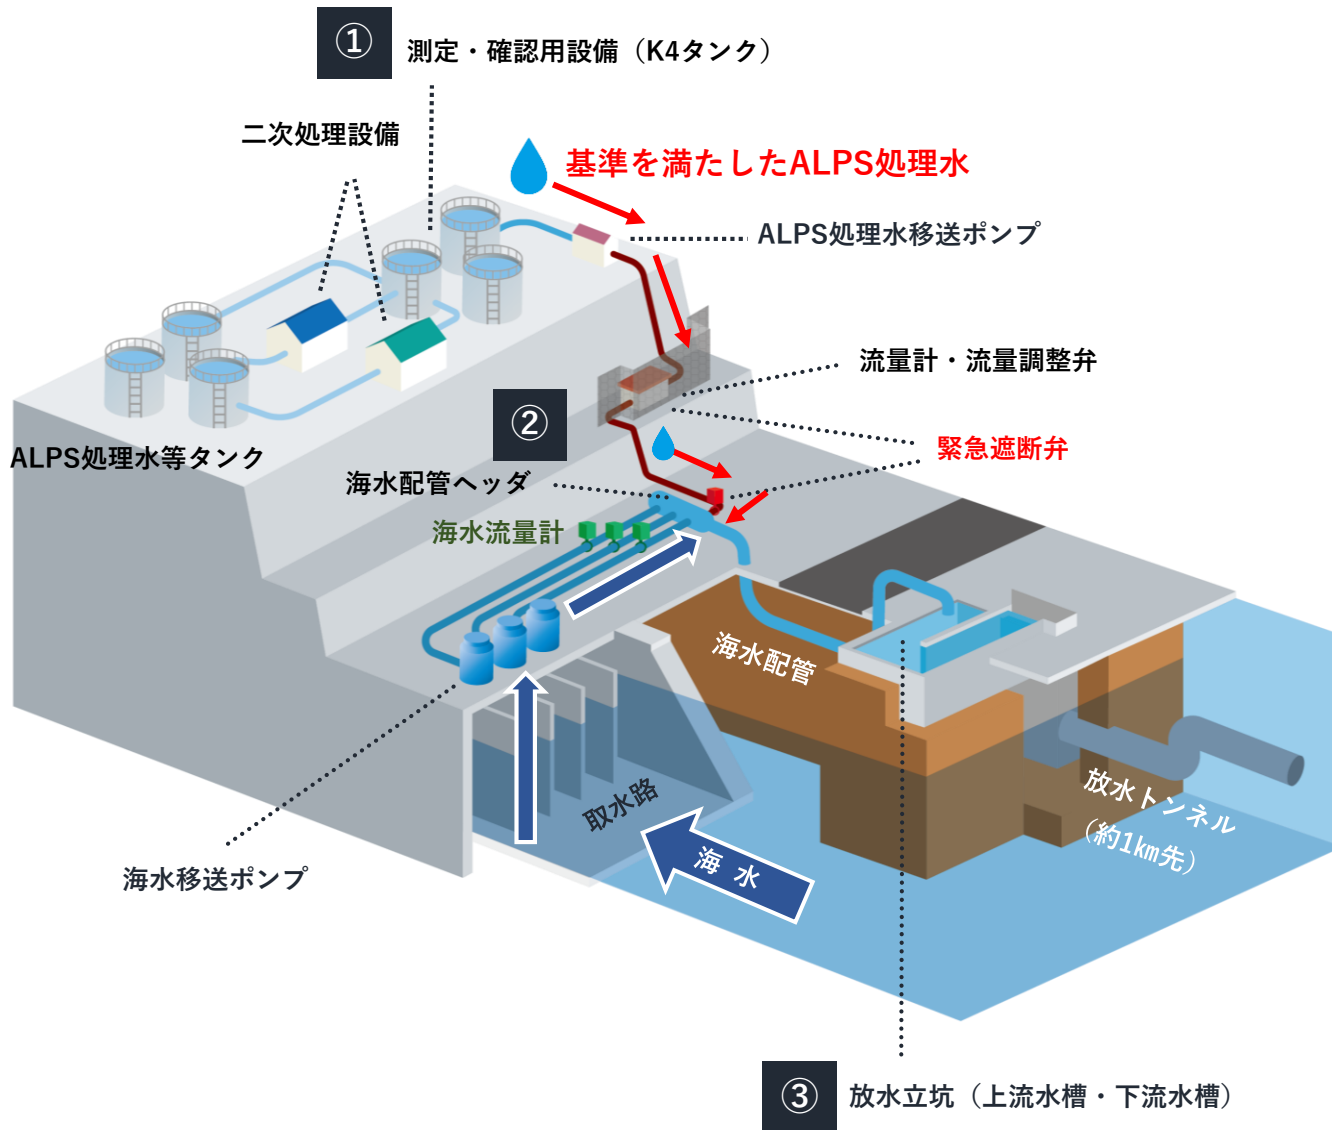 ①
測定・確認用設備（K4タンク）
二次処理設備
基準を満たしたALPS処理水
ALPS処理水移送ポンプ
流量計・流量調整弁
②
緊急遮断弁
ALPS処理水等タンク
海水配管ヘッダ
海水流量計
海水配管
取水路
放水トンネル
（約1㎞先）
海水
海水移送ポンプ
③
放水立坑（上流水槽・下流水槽）